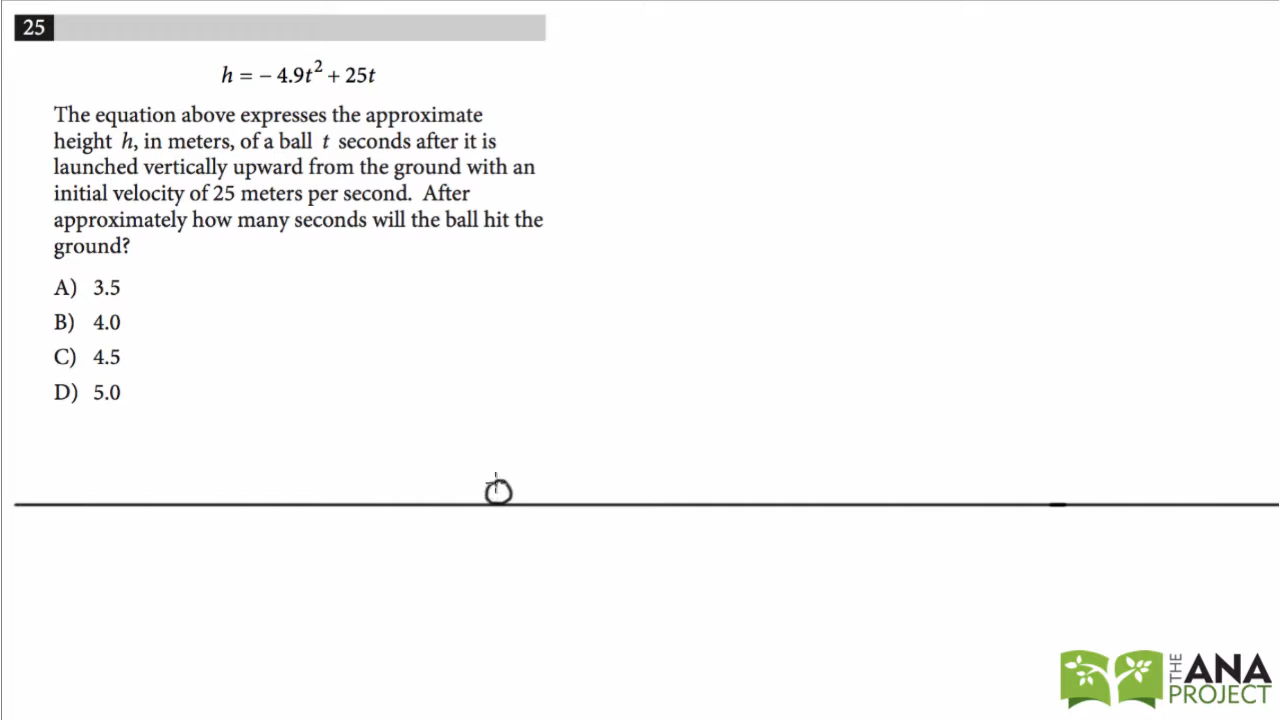 25
h = − 4.9t² + 25t
The equation above expresses the approximate
height h, in meters, of a ball t seconds after it is
launched vertically upward from the ground with an
initial velocity of 25 meters per second. After
approximately how many seconds will the ball hit the
ground?
A) 3.5
B) 4.0
C) 4.5
D) 5.0
THE ANA
PROJECT